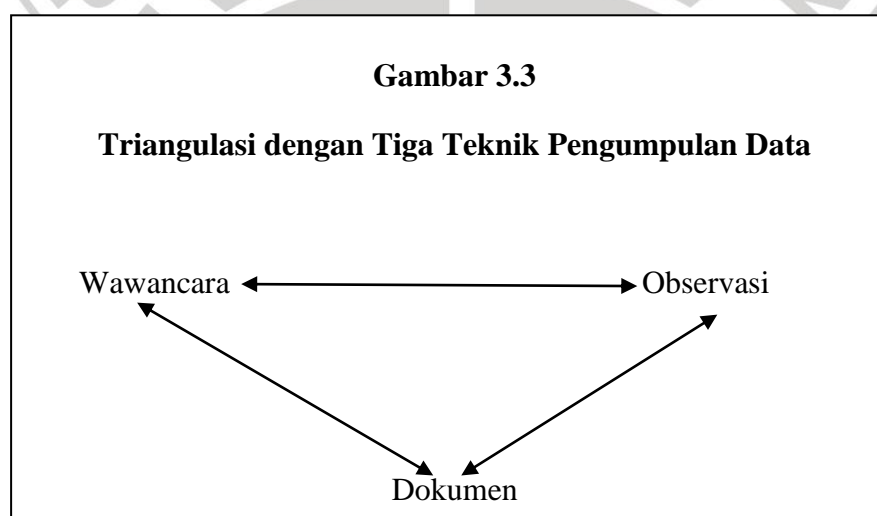 Gambar 3.3
Triangulasi dengan Tiga Teknik Pengumpulan Data
Wawancara Observasi
Dokumen